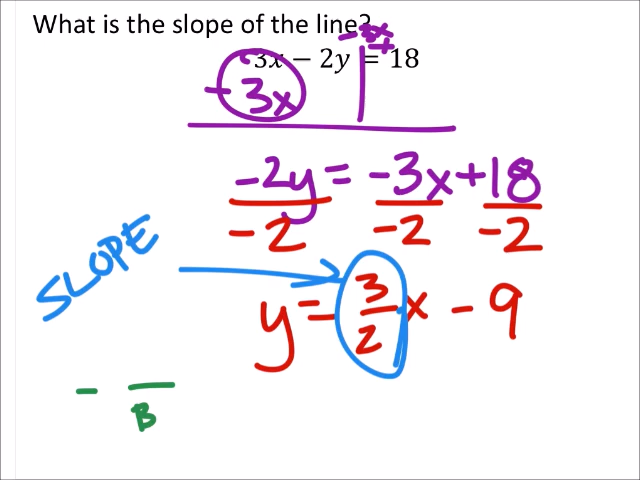 What is the slope of the line?
-3x +
3x − 2y = 18
-3x
-2y = -3x+18
-2 -2 -2
SLOPE
y = 3/2 x - 9
-
B